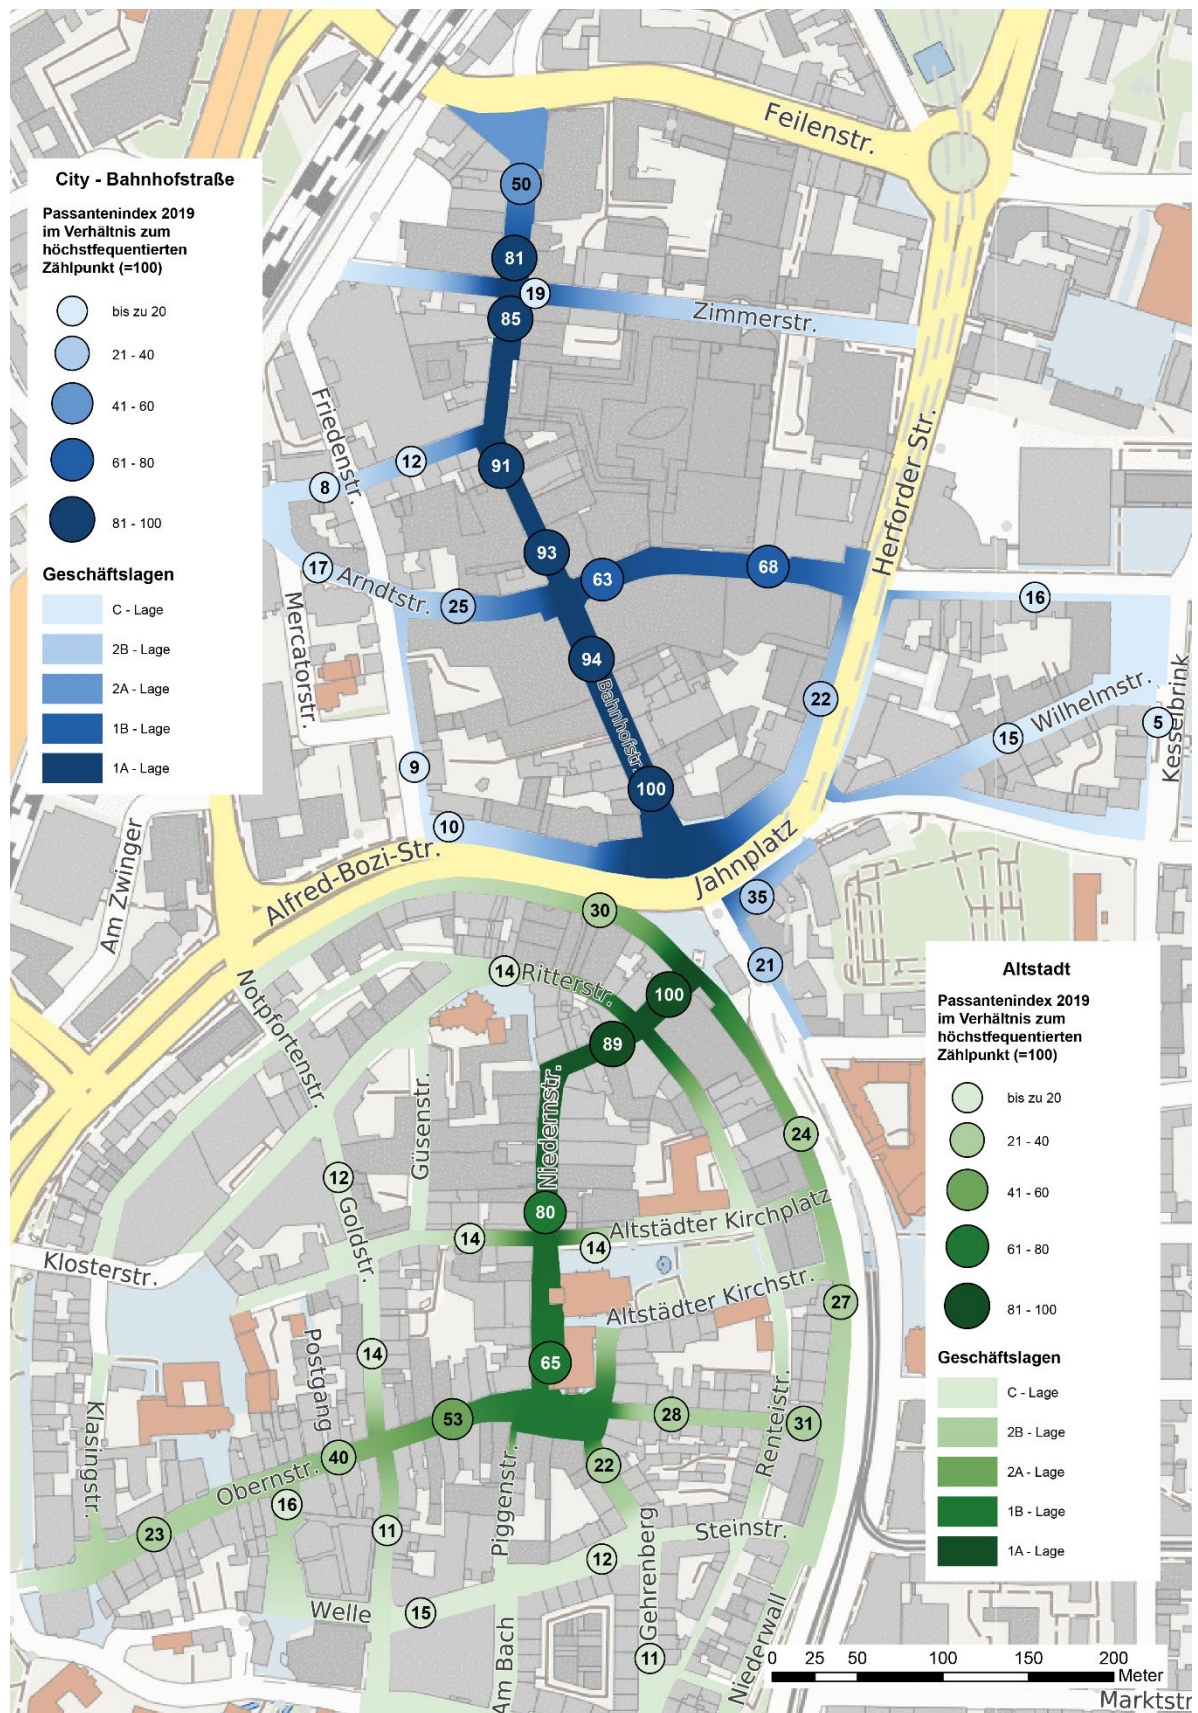 Feilenstr.
City - Bahnhofstraße
Passantenindex 2019
im Verhältnis zum
höchstfrequentierten
Zählpunkt (=100)
bis zu 20
21 - 40
41 - 60
61 - 80
81 - 100
Geschäftslagen
C - Lage
2B - Lage
2A - Lage
1B - Lage
1A - Lage
50
81
19
85
Zimmerstr.
Friedenstr.
Herforder Str.
12
91
8
93
17
63
68
Arndtstr.
25
16
Mercatorstr.
94
Bahnhofstr.
22
Wilhelmstr.
15
5
Kesselbrink
9
100
10
Am Zwinger
Alfred-Bozi-Str.
Jahnplatz
35
30
21
14
Ritterstr.
100
Notpfortenstr.
89
Güsenstr.
Niedernstr.
24
12
Goldstr.
80
Altstädter Kirchplatz
14
14
Klosterstr.
Altstädter Kirchstr.
27
Postgang
14
65
Klasingstr.
53
28
31
Renteistr.
40
Obernstr.
22
Piggenstr.
16
23
11
Steinstr.
12
Gehrenberg
Welle
15
Am Bach
11
Niederwall
Altstadt
Passantenindex 2019
im Verhältnis zum
höchstfrequentierten
Zählpunkt (=100)
bis zu 20
21 - 40
41 - 60
61 - 80
81 - 100
Geschäftslagen
C - Lage
2B - Lage
2A - Lage
1B - Lage
1A - Lage
0 25 50 100 150 200
Meter
Marktstr